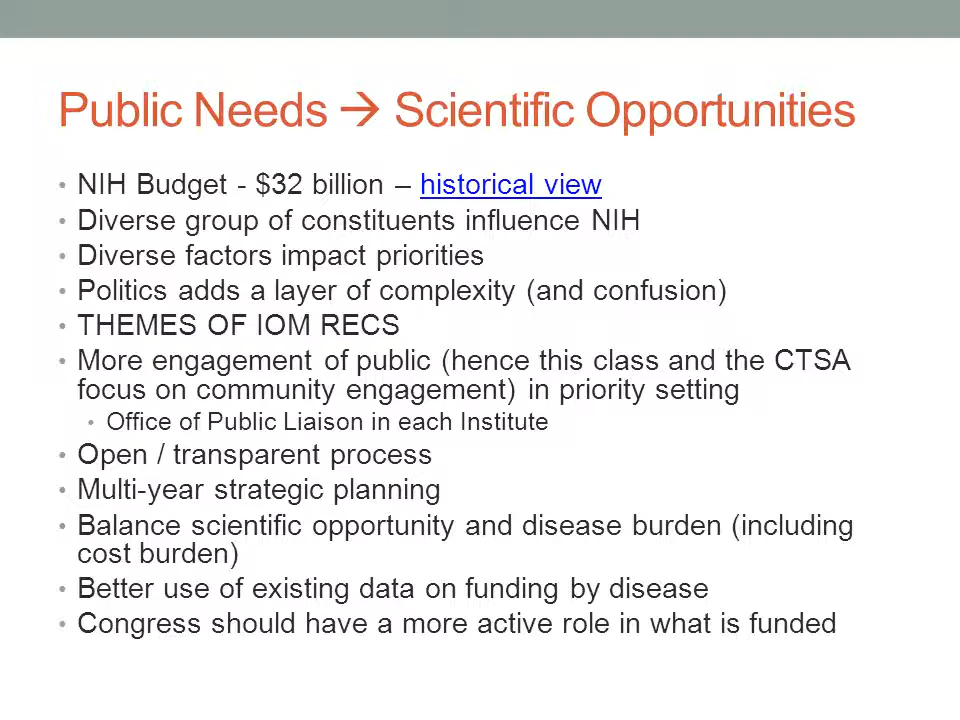 Public Needs → Scientific Opportunities
• NIH Budget - $32 billion – historical view
• Diverse group of constituents influence NIH
• Diverse factors impact priorities
• Politics adds a layer of complexity (and confusion)
• THEMES OF IOM RECS
• More engagement of public (hence this class and the CTSA
focus on community engagement) in priority setting
• Office of Public Liaison in each Institute
• Open / transparent process
• Multi-year strategic planning
• Balance scientific opportunity and disease burden (including
cost burden)
• Better use of existing data on funding by disease
• Congress should have a more active role in what is funded